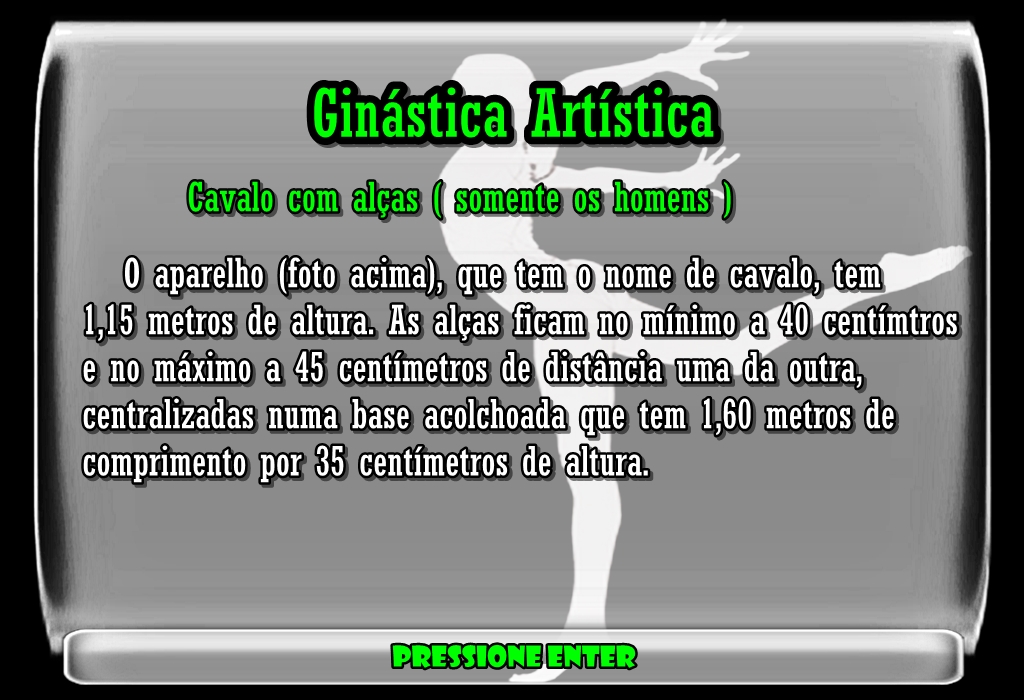 Ginástica Artística
Cavalo com alças ( somente os homens )
O aparelho (foto acima), que tem o nome de cavalo, tem
1,15 metros de altura. As alças ficam no mínimo a 40 centímtros
e no máximo a 45 centímetros de distância uma da outra,
centralizadas numa base acolchoada que tem 1,60 metros de
comprimento por 35 centímetros de altura.
PRESSIONE ENTER